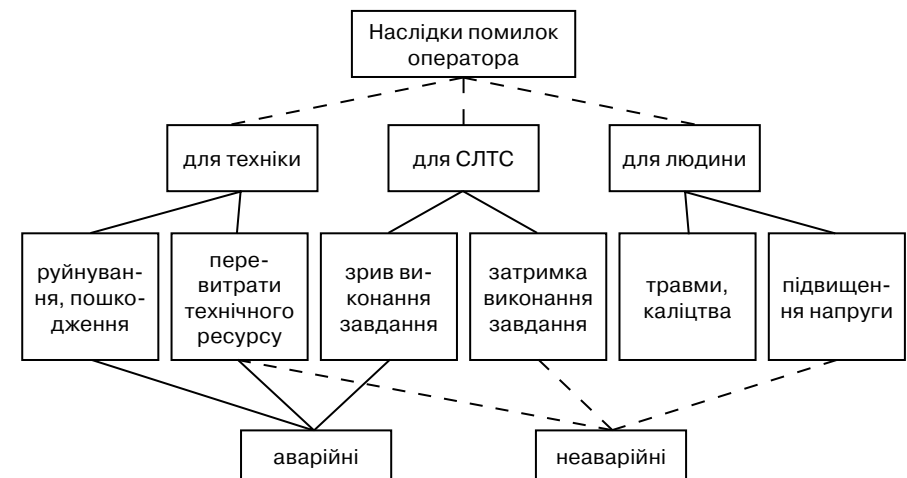 Наслідки помилок
оператора
для техніки
для СЛТС
для людини
руйнуван-
ня, пошко-
дження
пере-
витрати
технічного
ресурсу
зрив ви-
конання
завдання
затримка
виконання
завдання
травми,
каліцтва
підвищен-
ня напруги
аварійні
неаварійні